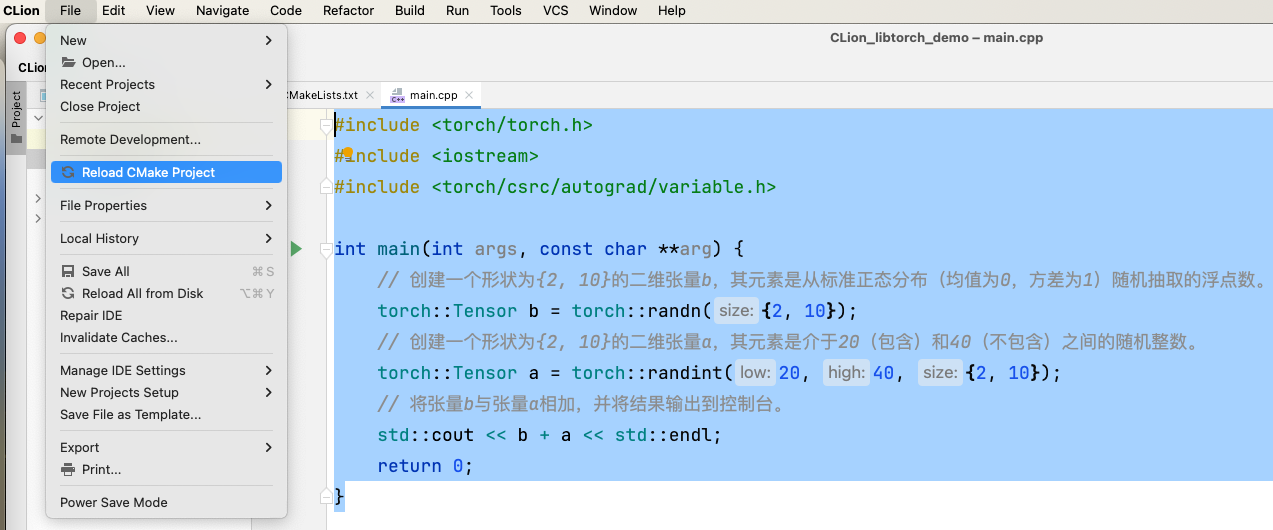 CLion File Edit View Navigate Code Refactor Build Run Tools VCS Window Help
CLion_libtorch_demo – main.cpp
CLion
Project
CMakeLists.txt
main.cpp
New
Open...
Recent Projects
Close Project
Remote Development...
Reload CMake Project
File Properties
Local History
Save All ⌘ S
Reload All from Disk ⌥⌘ Y
Repair IDE
Invalidate Caches...
Manage IDE Settings
New Projects Setup
Save File as Template...
Export
Print...
Power Save Mode
#include <torch/torch.h>
#include <iostream>
#include <torch/csrc/autograd/variable.h>
int main(int args, const char **arg) {
// 创建一个形状为{2, 10}的二维张量b，其元素是从标准正态分布（均值为0，方差为1）随机抽取的浮点数。
torch::Tensor b = torch::randn( size: {2, 10});
// 创建一个形状为{2, 10}的二维张量a，其元素是介于20（包含）和40（不包含）之间的随机整数。
torch::Tensor a = torch::randint( low: 20, high: 40, size: {2, 10});
// 将张量b与张量a相加，并将结果输出到控制台。
std::cout << b + a << std::endl;
return 0;
}